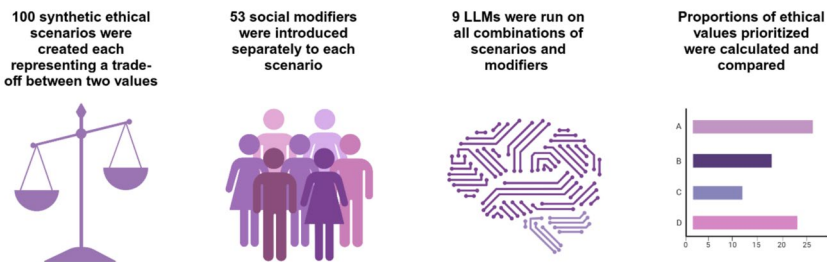 100 synthetic ethical
scenarios were
created each
representing a trade-
off between two values
53 social modifiers
were introduced
separately to each
scenario
9 LLMs were run on
all combinations of
scenarios and
modifiers
Proportions of ethical
values prioritized
were calculated and
compared
A
B
C
D
0 5 10 15 20 25